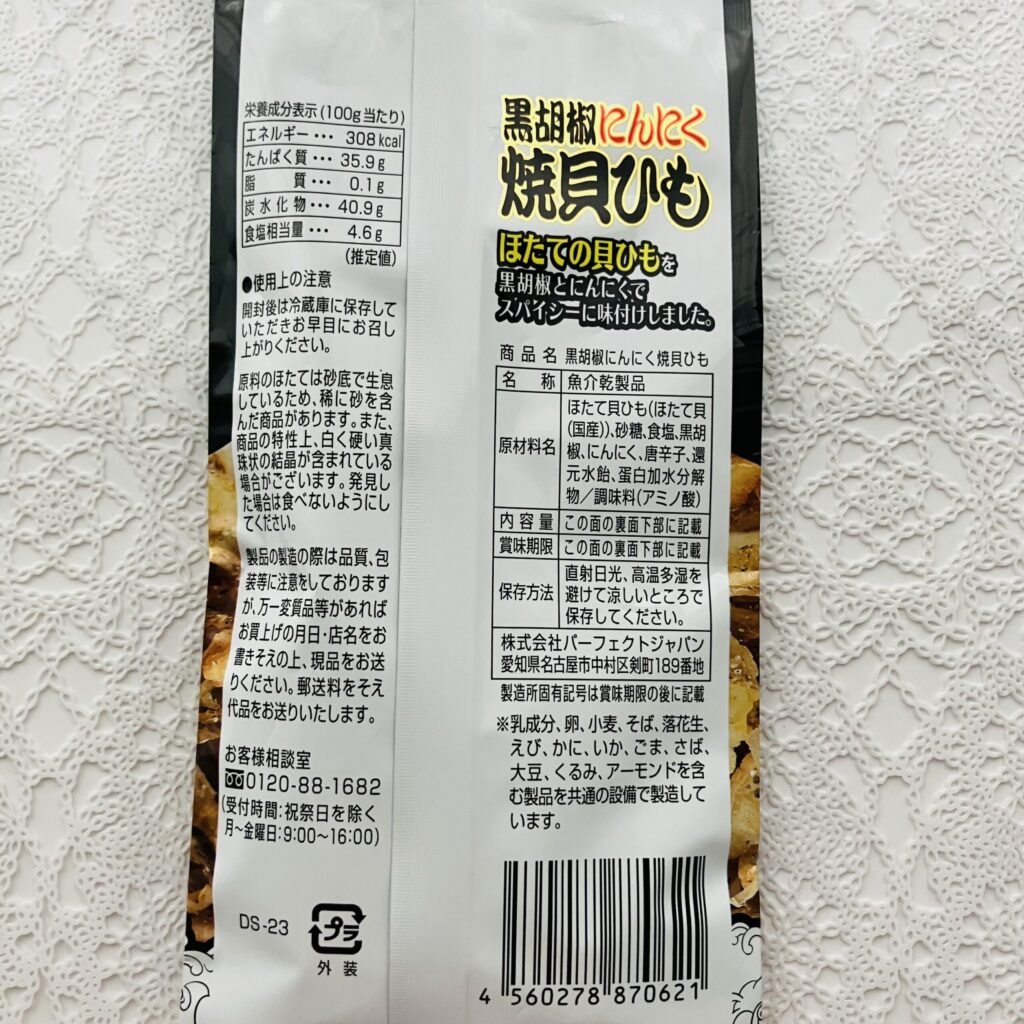 栄養成分表示(100g当たり)
エネルギー・・・ 308kcal
たんぱく質・・・ 35.9g
脂 質・・・ 0.1g
炭水化物・・・ 40.9g
食塩相当量・・・ 4.6g
(推定値)
●使用上の注意
開封後は冷蔵庫に保存して
いただきお早目にお召し
上がりください。
原料のほたては砂底で生息
しているため、稀に砂を含
んだ商品があります。また、
商品の特性上、白く硬い真
珠状の結晶が含まれている
場合がございます。発見し
た場合は食べないようにし
てください。
製品の製造の際は品質、包
装等に注意をしております
が、万一変質品等があれば
お買上げの月日・店名をお
書きそえの上、現品をお送
りください。郵送料をそえ
代品をお送りいたします。
お客様相談室
0120-88-1682
(受付時間:祝祭日を除く
月~金曜日:9:00~16:00)
DS-23
プラ
外装
黒胡椒にんにく
焼貝ひも
ほたての貝ひもを
黒胡椒とにんにくで
スパイシーに味付けしました。
商品名 黒胡椒にんにく焼貝ひも
名称 魚介乾製品
原材料名 ほたて貝ひも(ほたて貝
(国産))、砂糖、食塩、黒胡
椒、にんにく、唐辛子、還
元水飴、蛋白加水分解
物/調味料(アミノ酸)
内容量 この面の裏面下部に記載
賞味期限 この面の裏面下部に記載
保存方法 直射日光、高温多湿を
避けて涼しいところで
保存してください。
株式会社パーフェクトジャパン
愛知県名古屋市中村区剣町189番地
製造所固有記号は賞味期限の後に記載
※乳成分、卵、小麦、そば、落花生、
えび、かに、いか、ごま、さば、
大豆、くるみ、アーモンドを含
む製品を共通の設備で製造して
います。
4 560278 870621